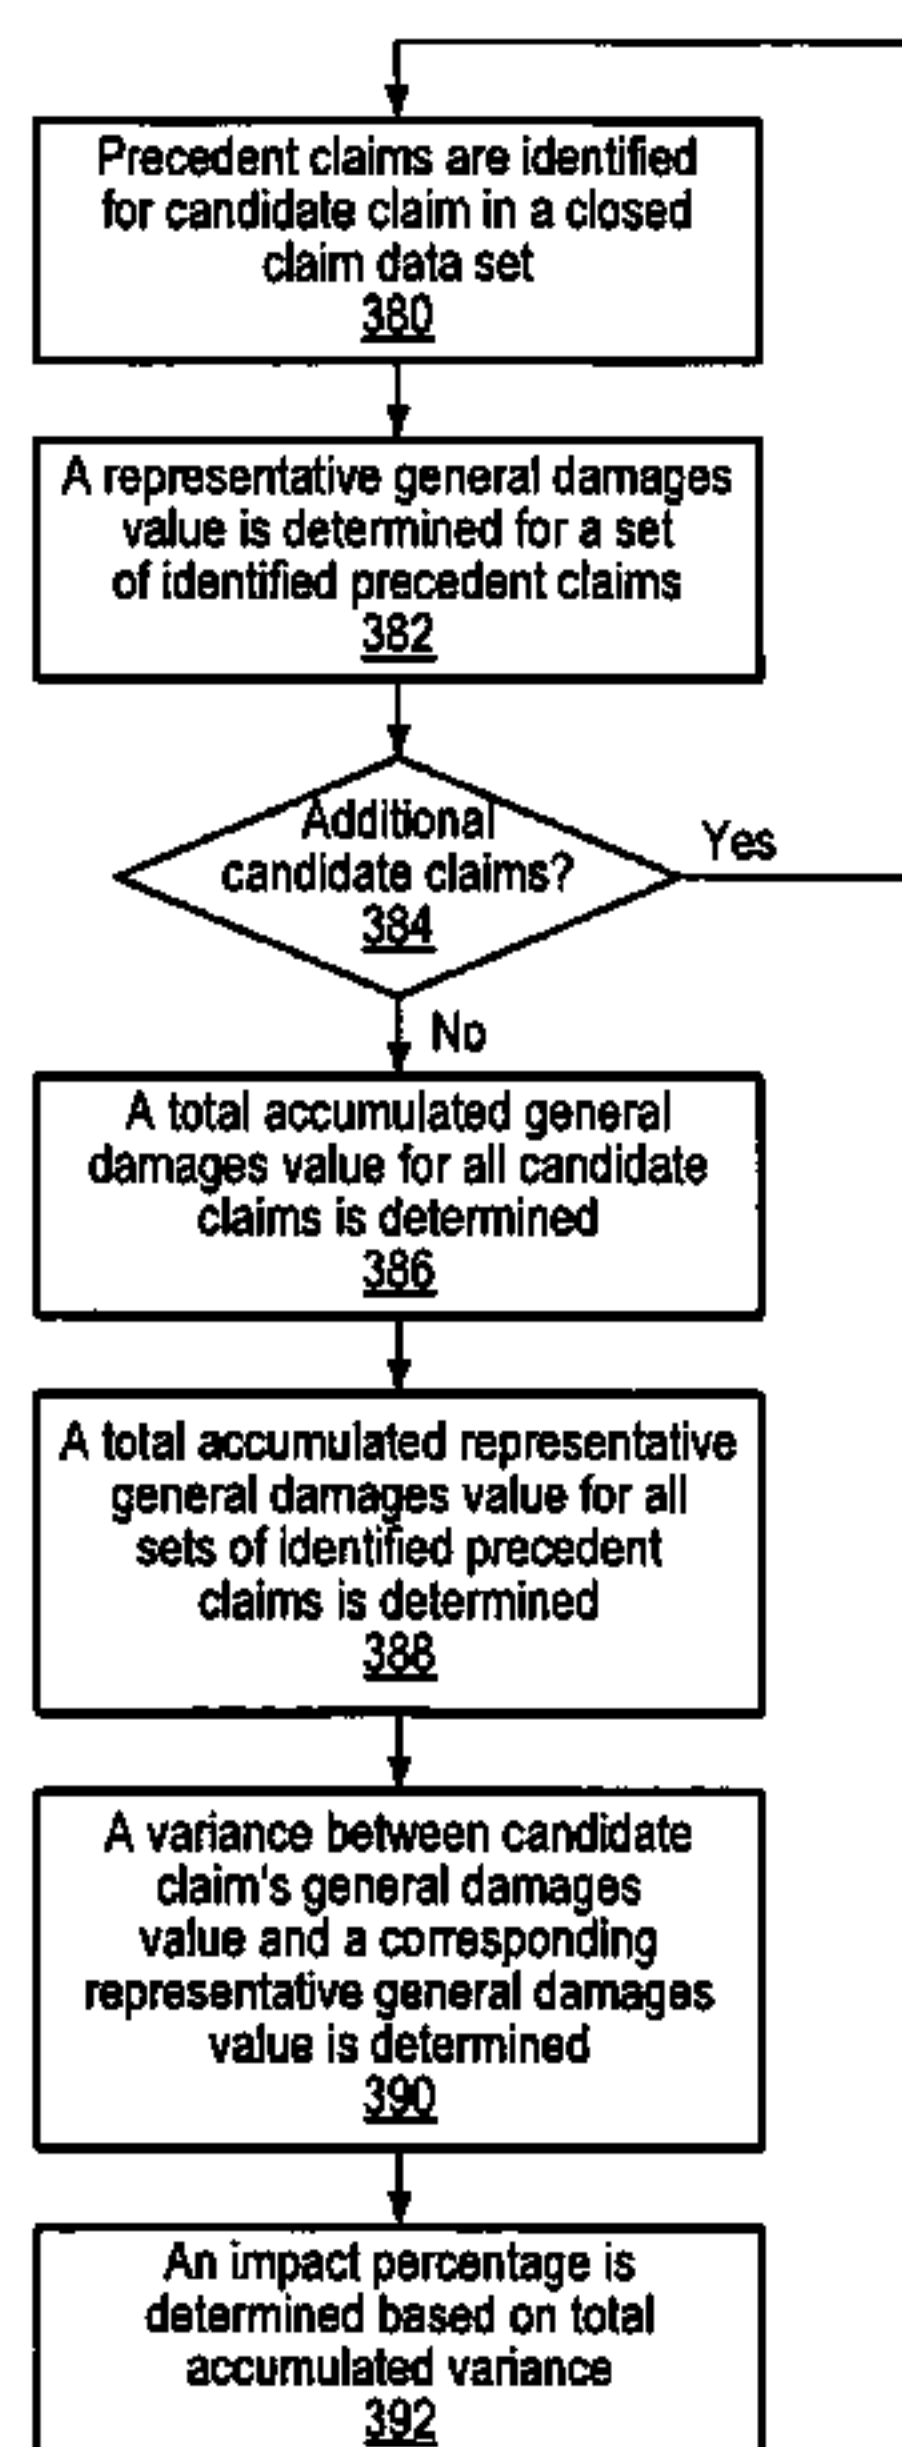 Precedent claims are identified
for candidate claim in a closed
claim data set
380
A representative general damages
value is determined for a set
of identified precedent claims
382
Additional
candidate claims?
384
Yes
No
A total accumulated general
damages value for all candidate
claims is determined
386
A total accumulated representative
general damages value for all
sets of identified precedent
claims is determined
388
A variance between candidate
claim's general damages
value and a corresponding
representative general damages
value is determined
390
An impact percentage is
determined based on total
accumulated variance
392